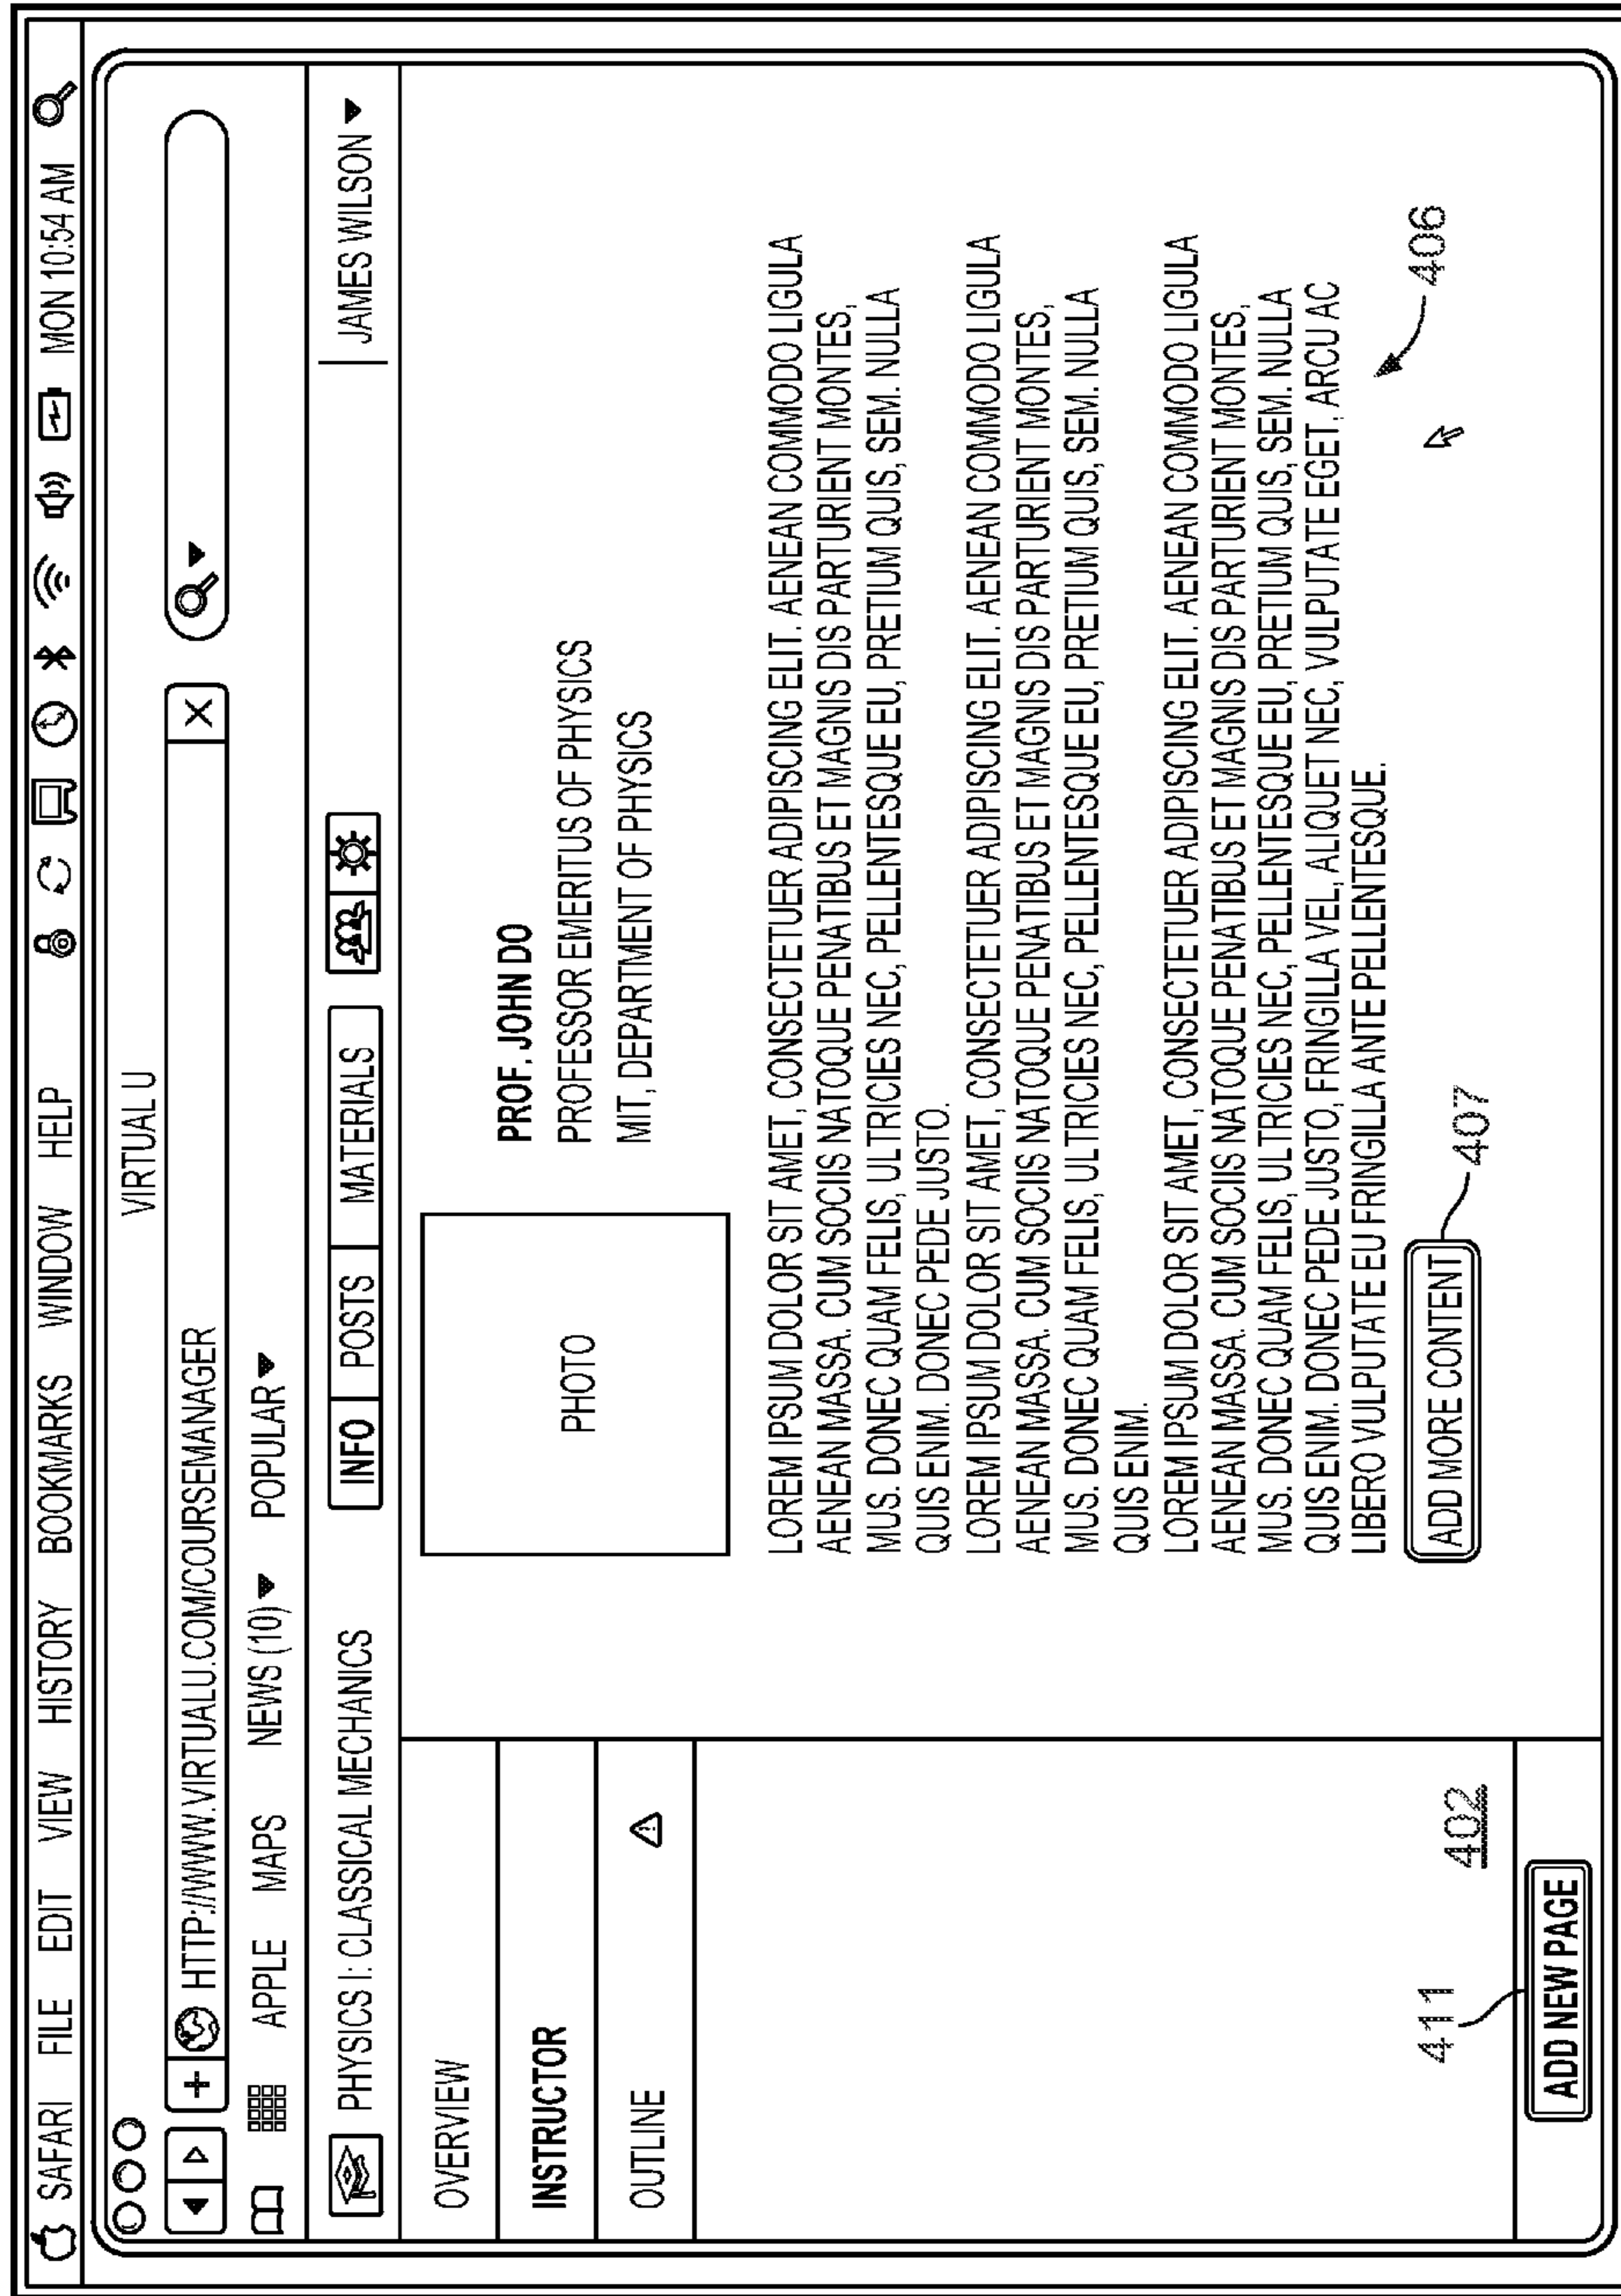 SAFARI FILE EDIT VIEW HISTORY BOOKMARKS WINDOW HELP MON 10:54 AM
VIRTUAL U
HTTP://WWW.VIRTUALU.COM/COURSEMANAGER
APPLE MAPS NEWS (10) POPULAR
PHYSICS I: CLASSICAL MECHANICS INFO POSTS MATERIALS JAMES WILSON
OVERVIEW
INSTRUCTOR
OUTLINE
411
402
ADD NEW PAGE
PHOTO
PROF. JOHN DO
PROFESSOR EMERITUS OF PHYSICS
MIT, DEPARTMENT OF PHYSICS
LOREM IPSUM DOLOR SIT AMET, CONSECTETUER ADIPISCING ELIT. AENEAN COMMODO LIGULA
AENEAN MASSA. CUM SOCIIS NATOQUE PENATIBUS ET MAGNIS DIS PARTURIENT MONTES,
MUS. DONEC QUAM FELIS, ULTRICIES NEC, PELLENTESQUE EU, PRETIUM QUIS, SEM. NULLA
QUIS ENIM. DONEC PEDE JUSTO.
LOREM IPSUM DOLOR SIT AMET, CONSECTETUER ADIPISCING ELIT. AENEAN COMMODO LIGULA
AENEAN MASSA. CUM SOCIIS NATOQUE PENATIBUS ET MAGNIS DIS PARTURIENT MONTES,
MUS. DONEC QUAM FELIS, ULTRICIES NEC, PELLENTESQUE EU, PRETIUM QUIS, SEM. NULLA
QUIS ENIM.
LOREM IPSUM DOLOR SIT AMET, CONSECTETUER ADIPISCING ELIT. AENEAN COMMODO LIGULA
AENEAN MASSA. CUM SOCIIS NATOQUE PENATIBUS ET MAGNIS DIS PARTURIENT MONTES,
MUS. DONEC QUAM FELIS, ULTRICIES NEC, PELLENTESQUE EU, PRETIUM QUIS, SEM. NULLA
QUIS ENIM. DONEC PEDE JUSTO, FRINGILLA VEL, ALIQUET NEC, VULPUTATE EGET, ARCU AC
LIBERO VULPUTATE EU FRINGILLA ANTE PELLENTESQUE.
ADD MORE CONTENT
407
406